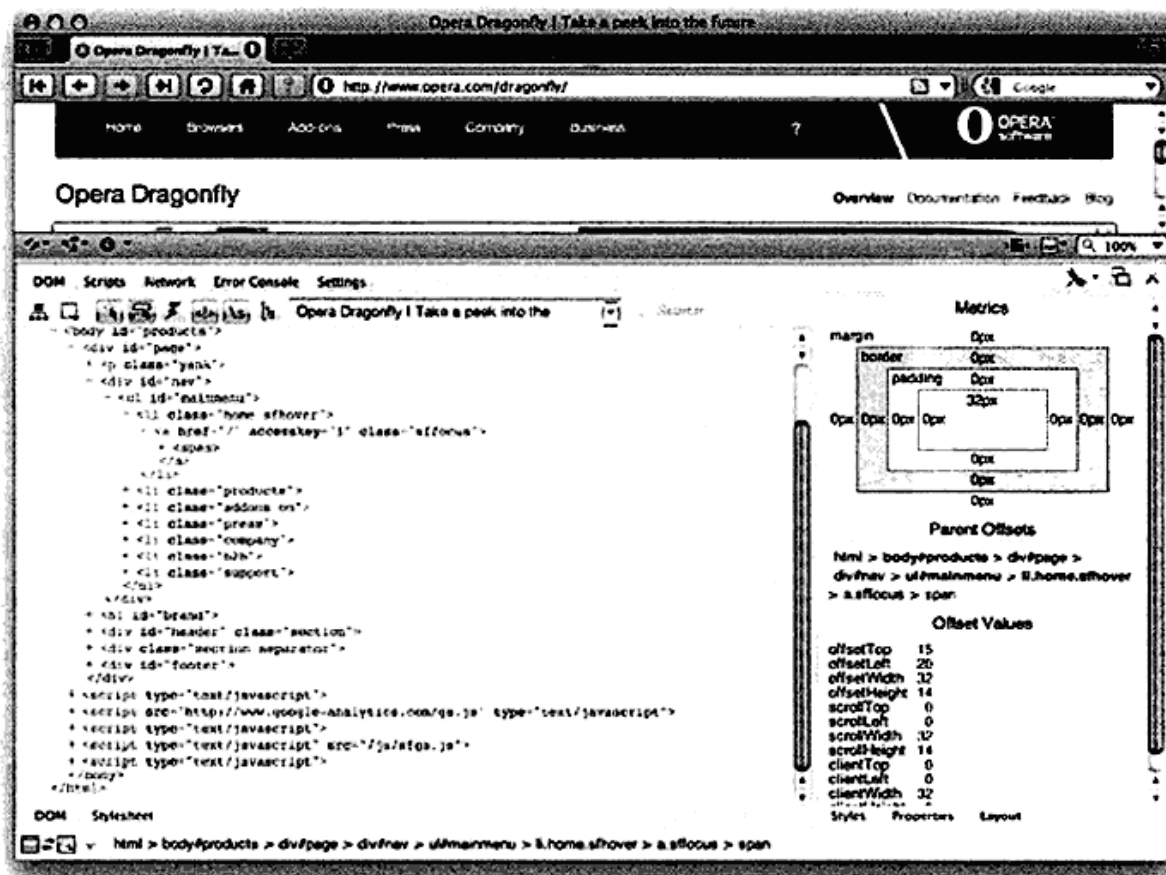 Opera Dragonfly | Take a peek into the future
Opera Dragonfly | Ta...
http://www.opera.com/dragonfly/
Google
Home Browsers Add-ons Press Company Business ?
OPERA
software
Opera Dragonfly
Overview Documentation Feedback Blog
100%
DOM Scripts Network Error Console Settings
Opera Dragonfly | Take a peek into the
Search
- <body id="products">
- <div id="page">
+ <p class="yank">
- <div id="nav">
- <ul id="mainmenu">
- <li class="home sfhover">
- <a href="/" accesskey="1" class="sffocus">
+ <span>
</a>
</li>
+ <li class="products">
+ <li class="addons on">
+ <li class="press">
+ <li class="company">
+ <li class="b2b">
+ <li class="support">
</ul>
</div>
+ <h1 id="brand">
+ <div id="header" class="section">
+ <div class="section separator">
+ <div id="footer">
</div>
+ <script type="text/javascript">
+ <script src="http://www.google-analytics.com/ga.js" type="text/javascript">
+ <script type="text/javascript">
+ <script type="text/javascript" src="/js/sfga.js">
+ <script type="text/javascript">
</body>
</html>
DOM Stylesheet
Metrics
margin 0px
border 0px
padding 0px
32px
0px 0px 0px 0px 0px 0px 0px
0px
0px
0px
Parent Offsets
html > body#products > div#page >
div#nav > ul#mainmenu > li.home.sfhover
> a.sffocus > span
Offset Values
offsetTop 15
offsetLeft 20
offsetWidth 32
offsetHeight 14
scrollTop 0
scrollLeft 0
scrollWidth 32
scrollHeight 14
clientTop 0
clientLeft 0
clientWidth 32
Styles Properties Layout
html > body#products > div#page > div#nav > ul#mainmenu > li.home.sfhover > a.sffocus > span